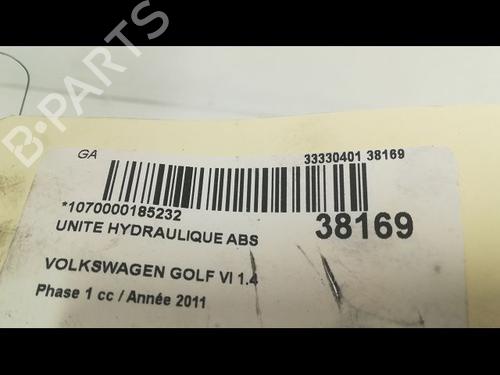 B-PARTS
GA
33330401 38169
*1070000185232
UNITE HYDRAULIQUE ABS
38169
VOLKSWAGEN GOLF VI 1.4
Phase 1 cc / Année 2011